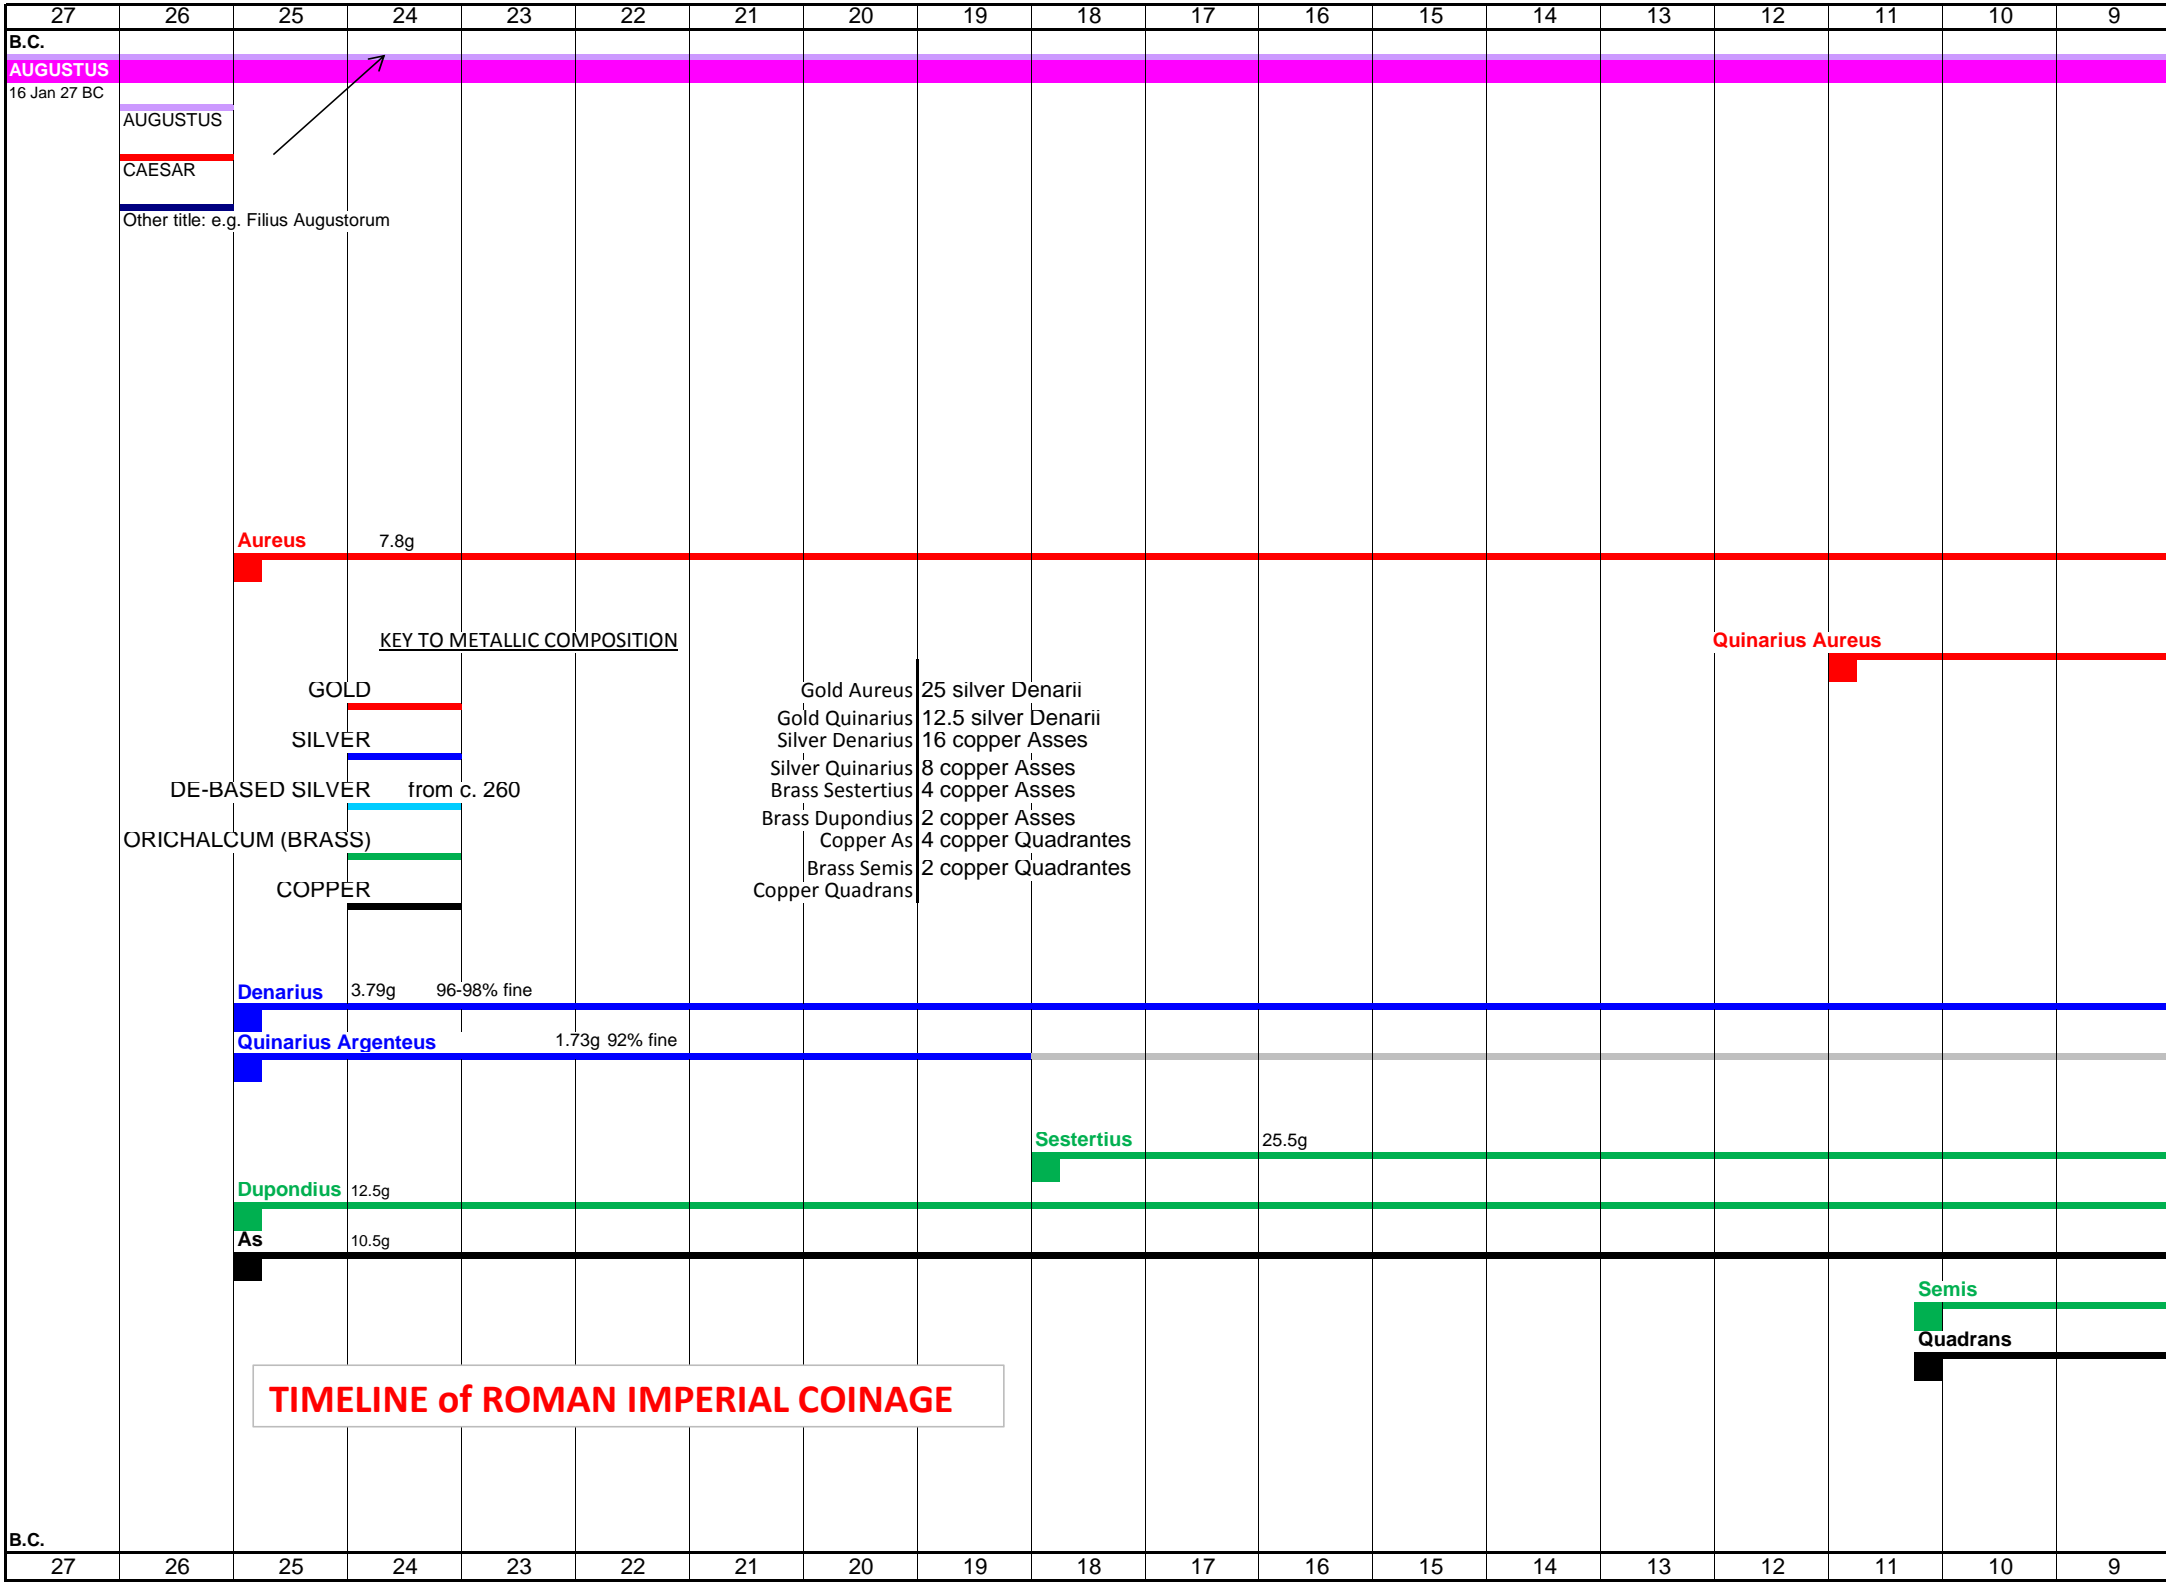 27 26 25 24 23 22 21 20 19 18 17 16 15 14 13 12 11 10 9
B.C.
AUGUSTUS
16 Jan 27 BC
AUGUSTUS
CAESAR
Other title: e.g. Filius Augustorum
Aureus 7.8g
KEY TO METALLIC COMPOSITION Quinarius Aureus
GOLD Gold Aureus 25 silver Denarii
Gold Quinarius 12.5 silver Denarii
SILVER Silver Denarius 16 copper Asses
Silver Quinarius 8 copper Asses
DE-BASED SILVER from c. 260 Brass Sestertius 4 copper Asses
Brass Dupondius 2 copper Asses
ORICHALCUM (BRASS) Copper As 4 copper Quadrantes
Brass Semis 2 copper Quadrantes
COPPER Copper Quadrans
Denarius 3.79g 96-98% fine
Quinarius Argenteus 1.73g 92% fine
Sestertius 25.5g
Dupondius 12.5g
As 10.5g
Semis
Quadrans
TIMELINE of ROMAN IMPERIAL COINAGE
B.C.
27 26 25 24 23 22 21 20 19 18 17 16 15 14 13 12 11 10 9